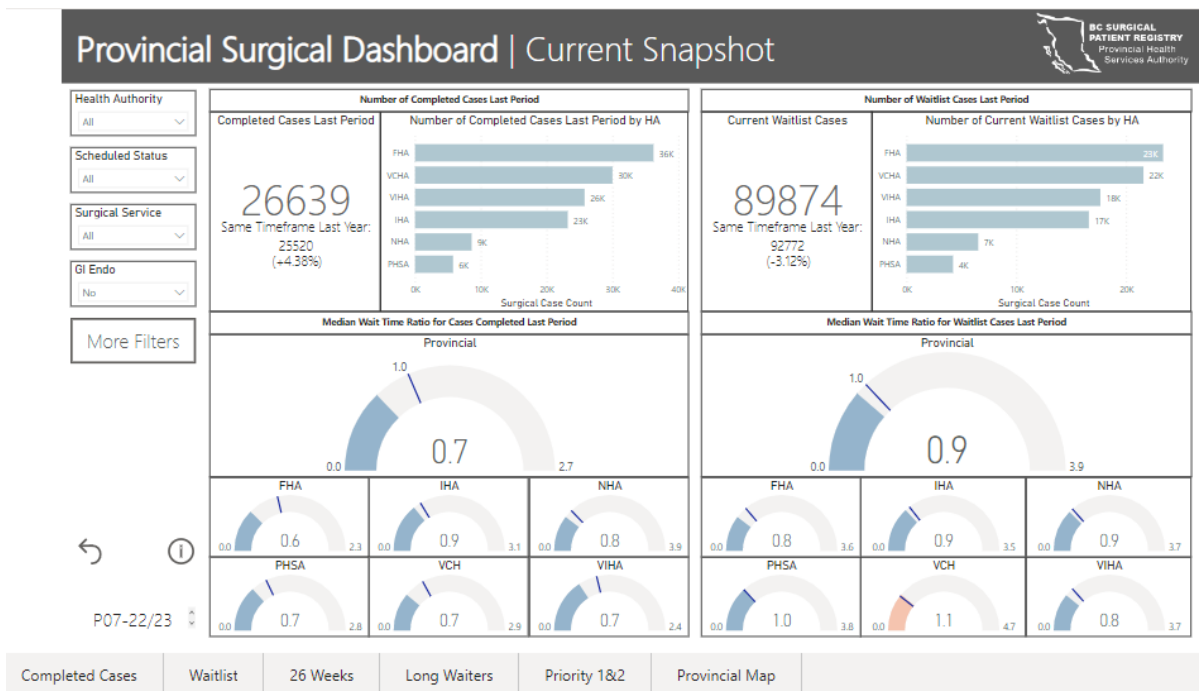 Provincial Surgical Dashboard | Current Snapshot
BC SURGICAL
PATIENT REGISTRY
Provincial Health
Services Authority
Health Authority
All
Scheduled Status
All
Surgical Service
All
GI Endo
No
More Filters
P07-22/23
Number of Completed Cases Last Period
Completed Cases Last Period
26639
Same Timeframe Last Year:
25520
(+4.38%)
Number of Completed Cases Last Period by HA
FHA 36K
VCHA 30K
VIHA 26K
IHA 23K
NHA 9K
PHSA 6K
0K 10K 20K 30K 40K
Surgical Case Count
Number of Waitlist Cases Last Period
Current Waitlist Cases
89874
Same Timeframe Last Year:
92772
(-3.12%)
Number of Current Waitlist Cases by HA
FHA 23K
VCHA 22K
VIHA 18K
IHA 17K
NHA 7K
PHSA 4K
0K 10K 20K
Surgical Case Count
Median Wait Time Ratio for Cases Completed Last Period
Provincial
1.0
0.7
0.0 2.7
FHA
0.6
0.0 2.3
IHA
0.9
0.0 3.1
NHA
0.8
0.0 3.9
PHSA
0.7
0.0 2.8
VCH
0.7
0.0 2.9
VIHA
0.7
0.0 2.4
Median Wait Time Ratio for Waitlist Cases Last Period
Provincial
1.0
0.9
0.0 3.9
FHA
0.8
0.0 3.6
IHA
0.9
0.0 3.5
NHA
0.9
0.0 3.7
PHSA
1.0
0.0 3.8
VCH
1.1
0.0 4.7
VIHA
0.8
0.0 3.7
Completed Cases
Waitlist
26 Weeks
Long Waiters
Priority 1&2
Provincial Map